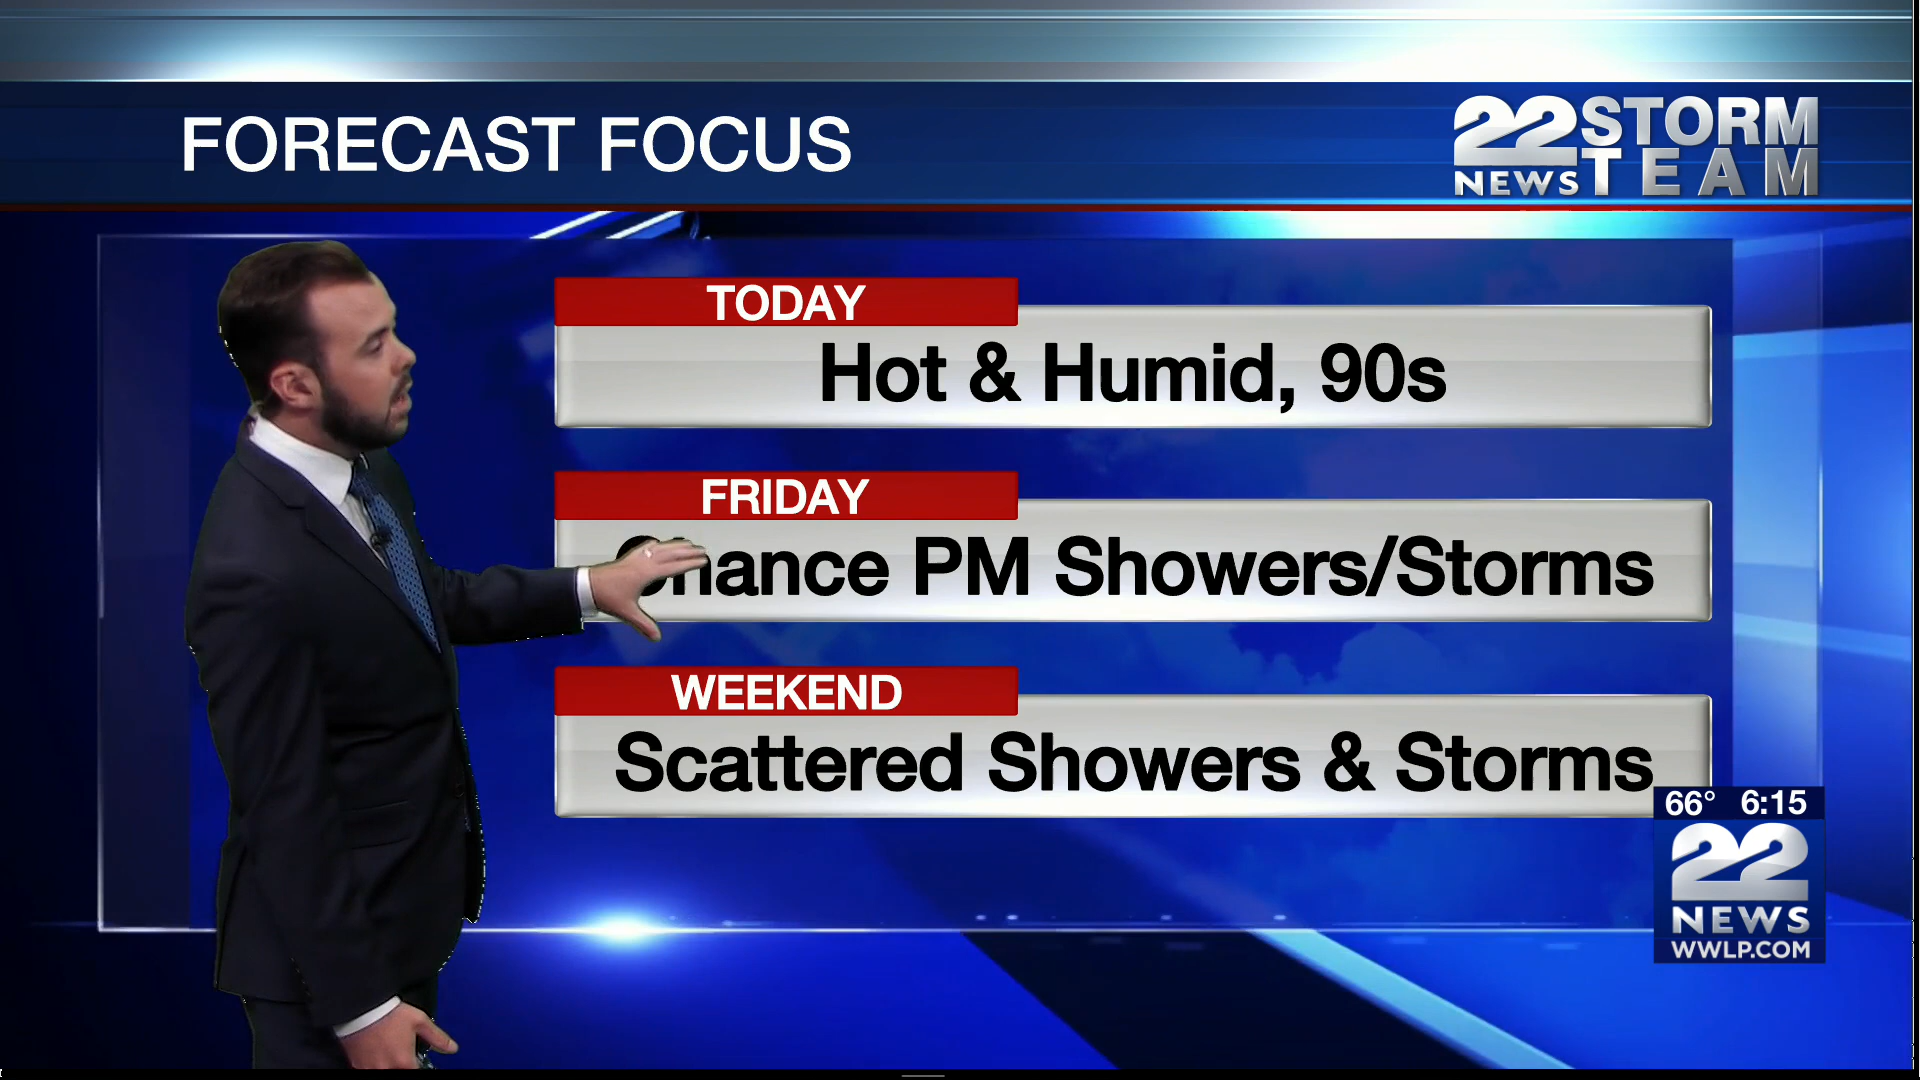 FORECAST FOCUS
22 STORM
NEWS TEAM
TODAY
Hot & Humid, 90s
FRIDAY
Chance PM Showers/Storms
WEEKEND
Scattered Showers & Storms
66° 6:15
22
NEWS
WWLP.COM